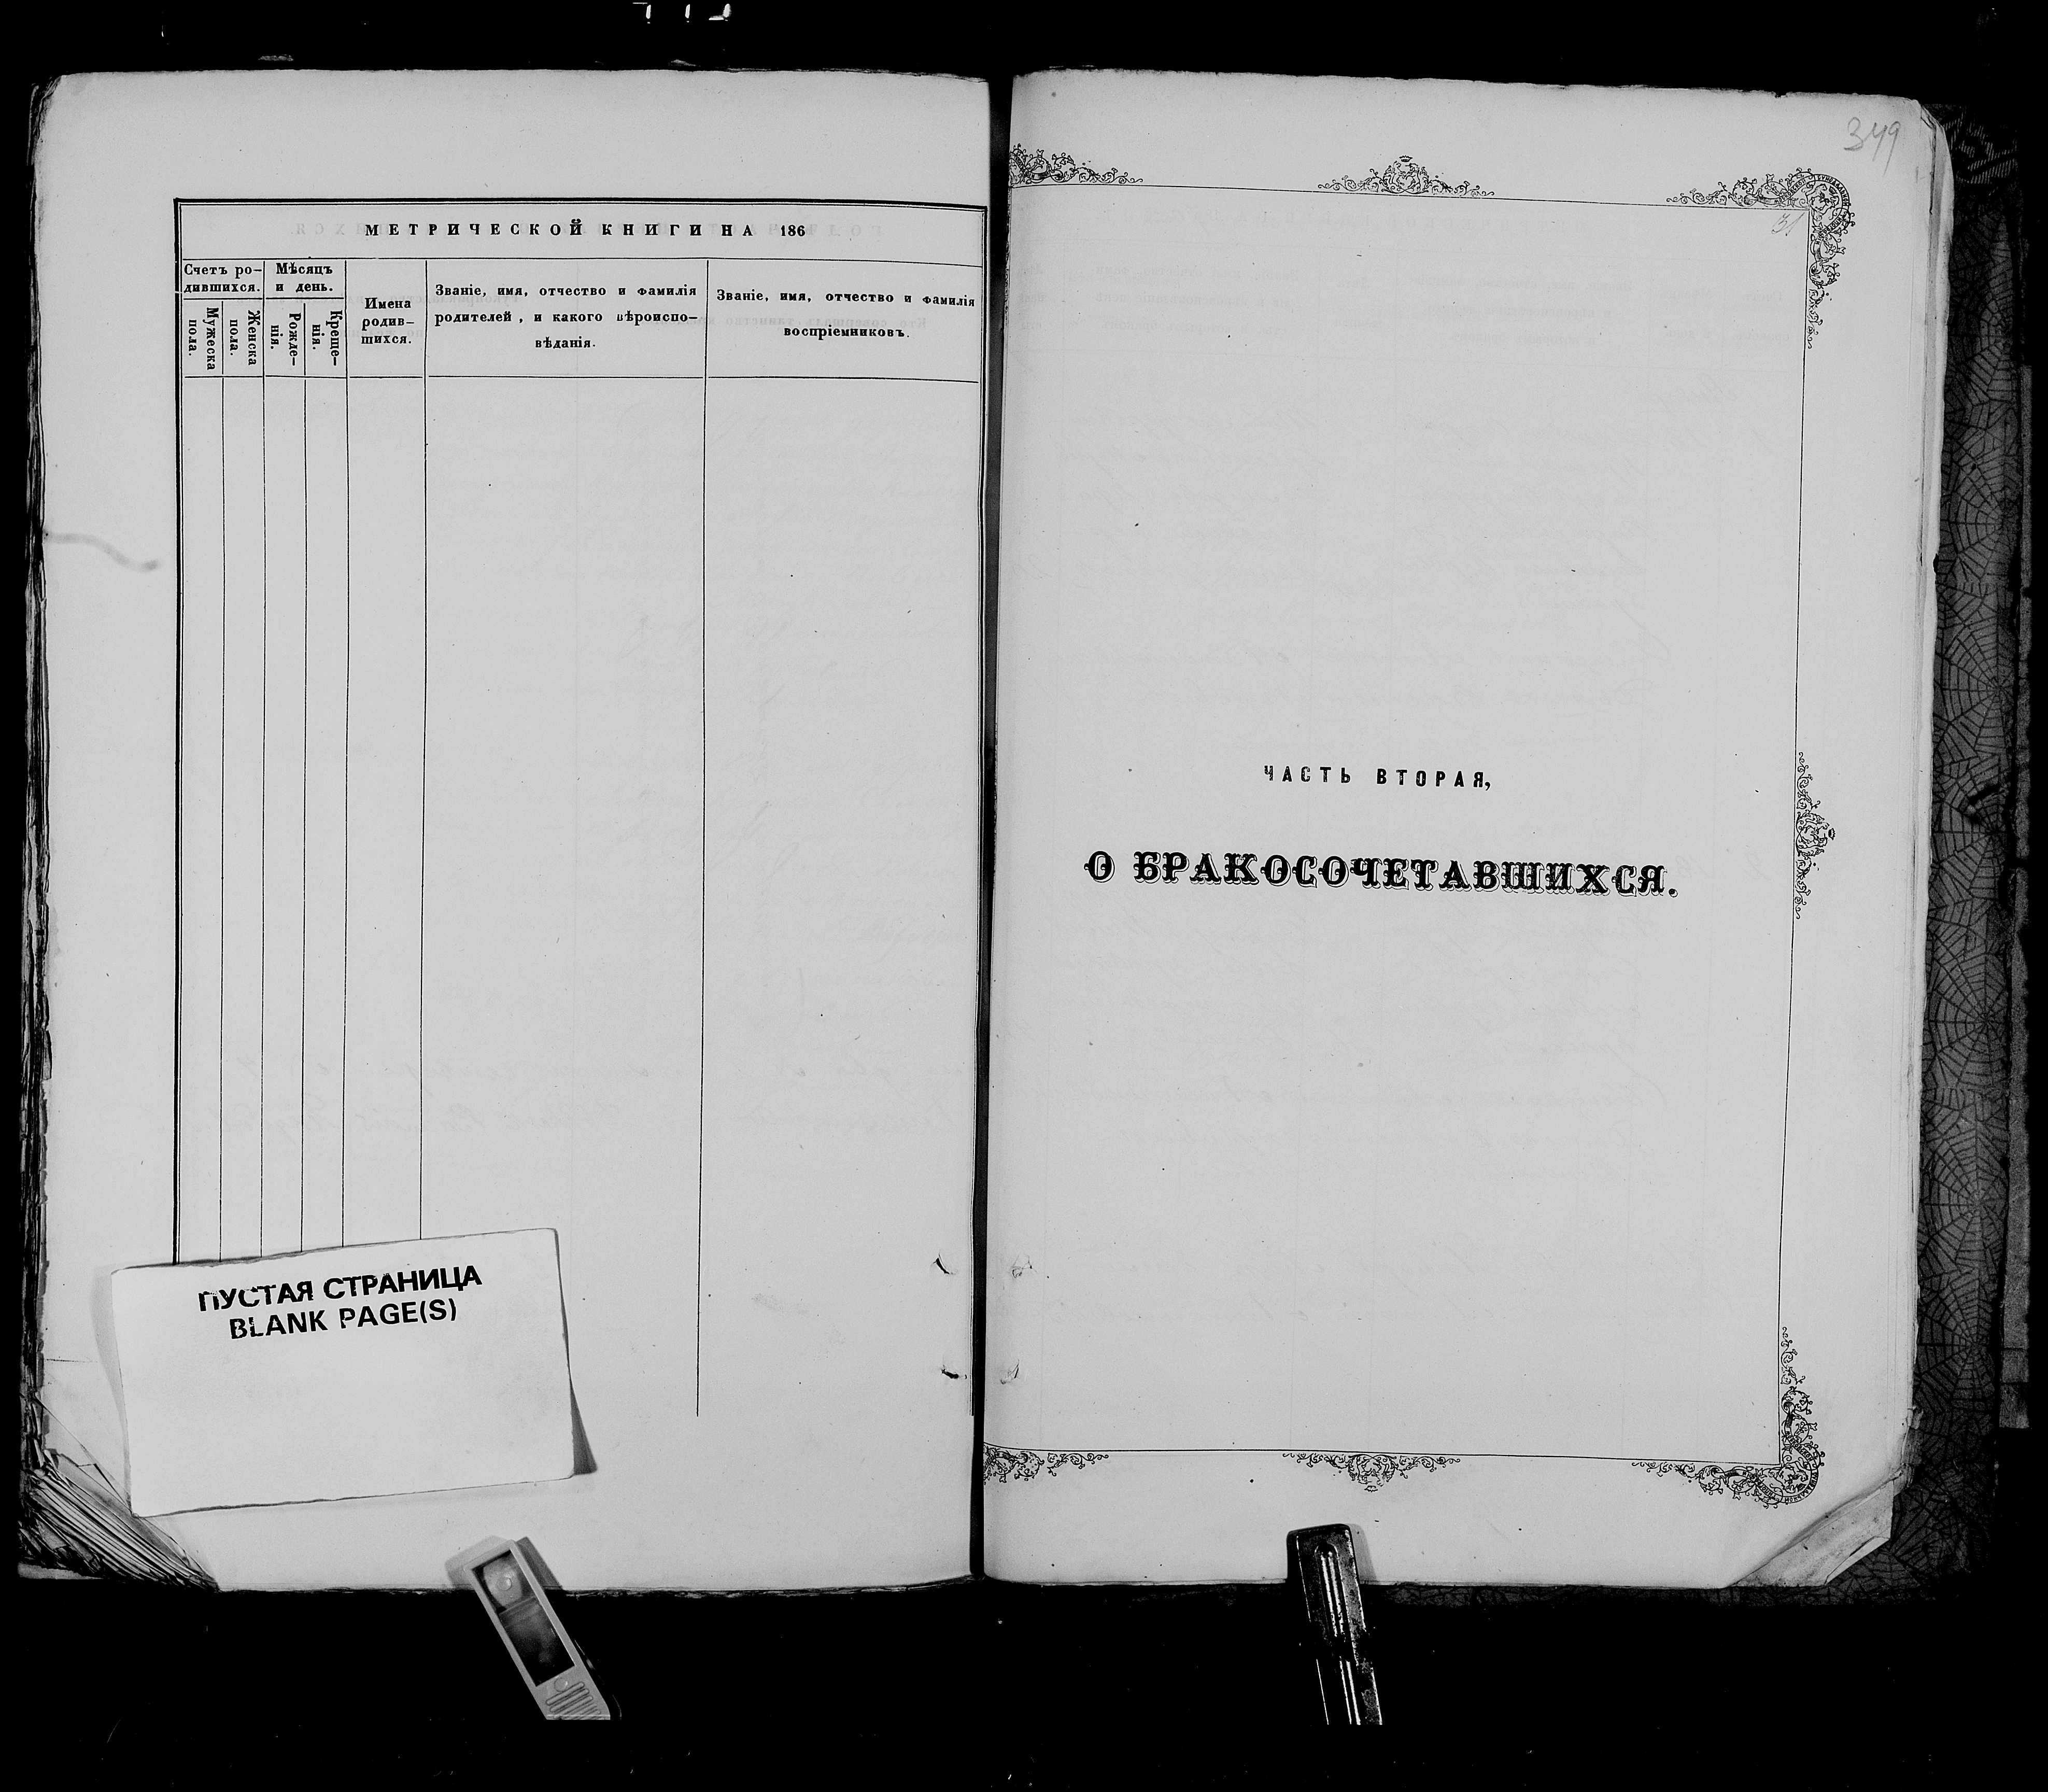 МЕТРИЧЕСКОЙ КНИГИ НА 186
Счетъ ро-
дившихся.
Мѣсяцъ
и день.
Мужеска
пола.
Женска
пола.
Рожде-
нія.
Креще-
нія.
Имена
родив-
шихся.
Званіе, имя, отчество и фамилія
родителей, и какого вѣроиспо-
вѣданія.
Званіе, имя, отчество и фамилія
воспріемниковъ.
ПУСТАЯ СТРАНИЦА
BLANK PAGE(S)
349
31
ЧАСТЬ ВТОРАЯ,
О БРАКОСОЧЕТАВШИХСЯ.